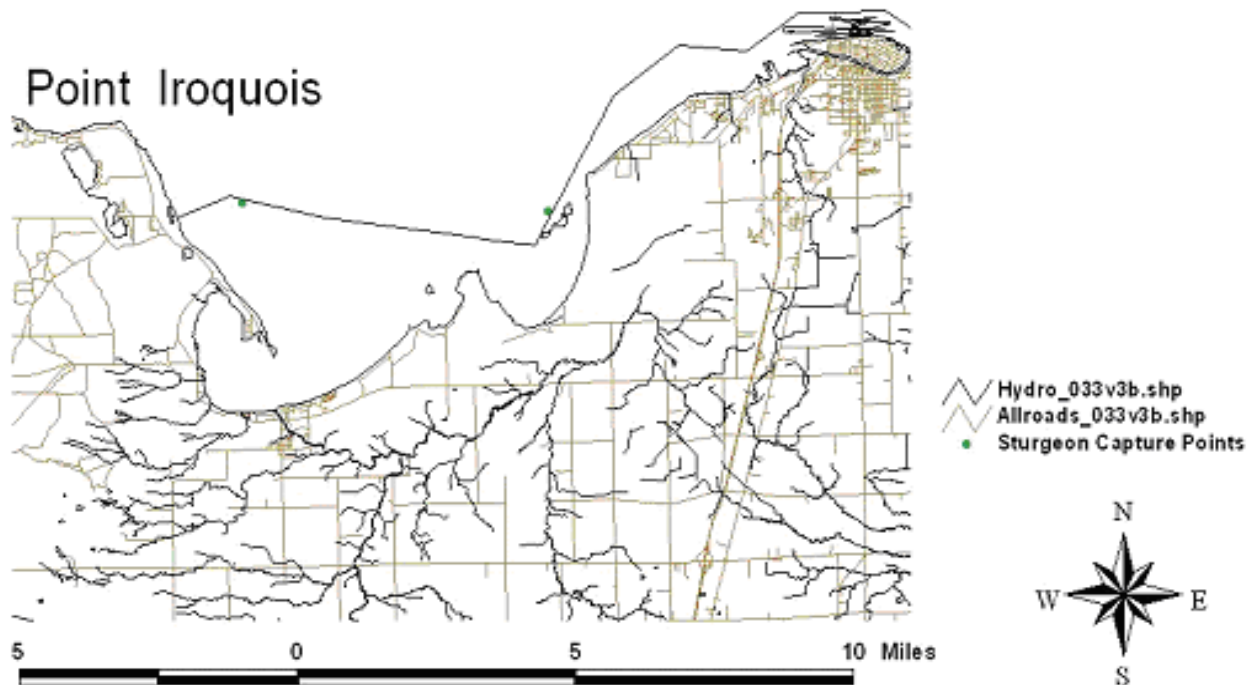 Point Iroquois
Hydro_033v3b.shp
Allroads_033v3b.shp
Sturgeon Capture Points
N
W E
S
5 0 5 10 Miles